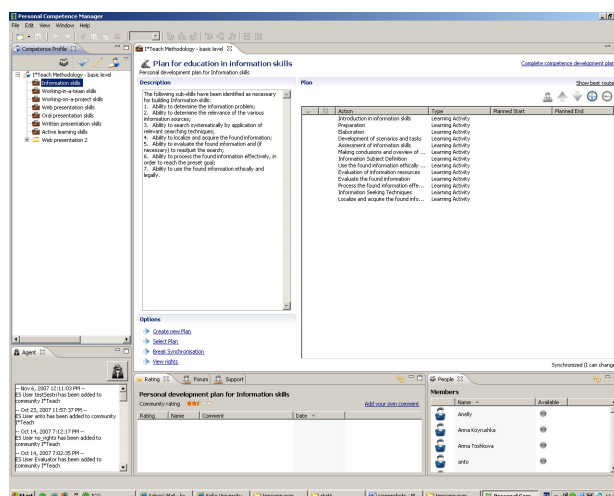 Personal Competence Manager
File Edit View Window Help
Competence Profile
I*Teach Methodology - basic level
Information skills
Working-in-a-team skills
Working-on-a-project skills
Web presentation skills
Oral presentation skills
Written presentation skills
Active learning skills
Web presentation 2
I*Teach Methodology - basic level
Plan for education in information skills
Complete competence development plan
Personal development plan for Information skills
Description
The following sub-skills have been identified as necessary
for building Information skills:
1. Ability to determine the information problem;
2. Ability to determine the relevance of the various
information sources;
3. Ability to search systematically by application of
relevant searching techniques;
4. Ability to localize and acquire the found information;
5. Ability to evaluate the found information and (if
necessary) to readjust the search;
6. Ability to process the found information effectively, in
order to reach the preset goal;
7. Ability to use the found information ethically and
legally.
Plan
Show best route
Action Type Planned Start Planned End
Introduction in information skills Learning Activity
Preparation Learning Activity
Elaboration Learning Activity
Development of scenarios and tasks Learning Activity
Assessment of information skills Learning Activity
Making conclusions and overview of ... Learning Activity
Information Subject Definition Learning Activity
Use the found information ethically ... Learning Activity
Evaluation of information resources Learning Activity
Evaluate the found information Learning Activity
Process the found information effe... Learning Activity
Information Seeking Techniques Learning Activity
Localize and acquire the found info... Learning Activity
Options
Create new Plan
Select Plan
Break Synchronisation
View rights
Synchronized (I can change
Agent
-- Nov 6, 2007 12:11:03 PM --
ES User testSestri has been added to
community I*Teach
-- Oct 23, 2007 11:57:37 PM --
ES User anto has been added to community
I*Teach
-- Oct 14, 2007 7:12:17 PM --
ES User no_rights has been added to
community I*Teach
-- Oct 14, 2007 7:02:35 PM --
ES User Evaluator has been added to
community I*Teach
Rating Forum Support
Personal development plan for Information skills
Community rating
Add your own comment
Rating Name Comment Date
People
Members
Name Available
Anelly
Anna Koyruhka
Anna Toshkova
anto
Start